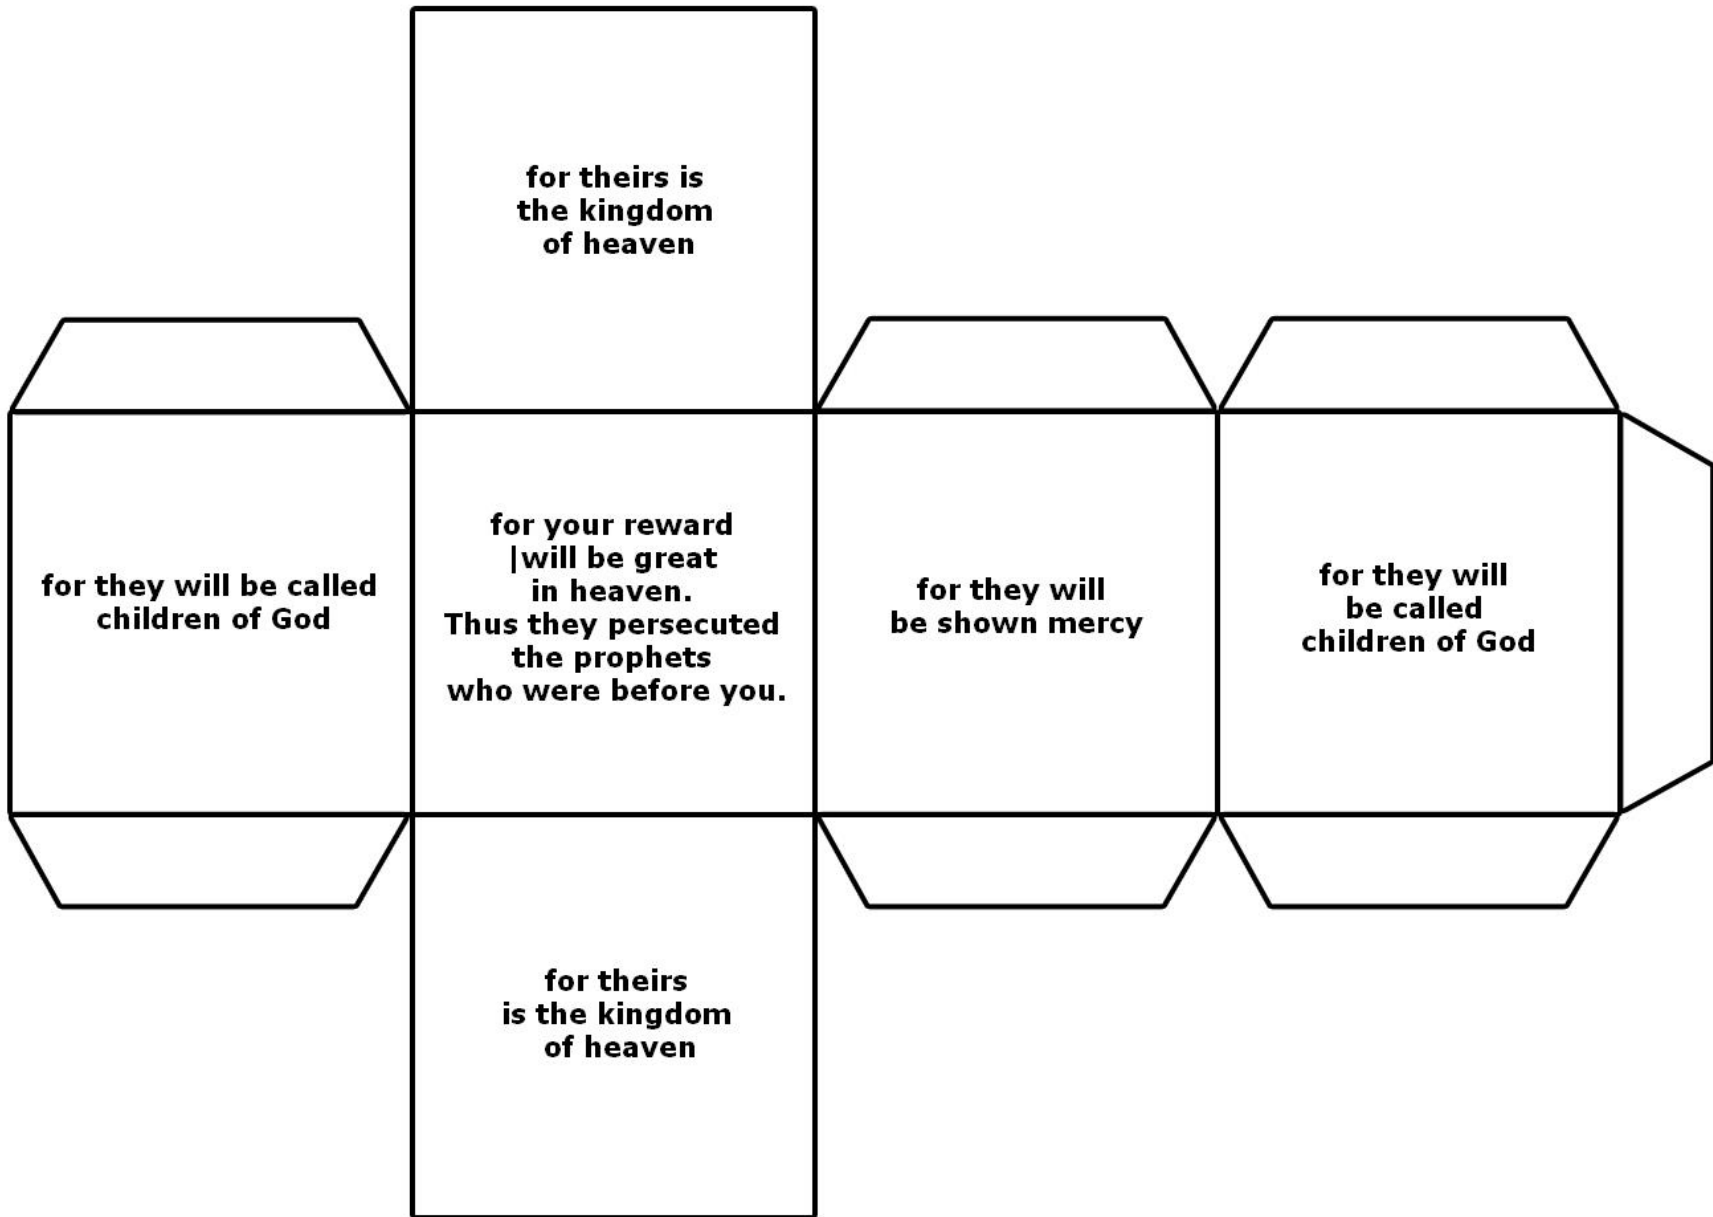 for theirs is
the kingdom
of heaven
for they will be called
children of God
for your reward
|will be great
in heaven.
Thus they persecuted
the prophets
who were before you.
for they will
be shown mercy
for they will
be called
children of God
for theirs
is the kingdom
of heaven